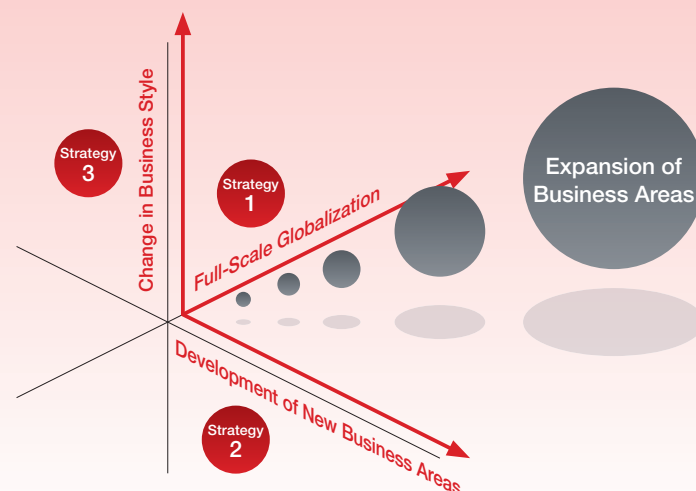 Strategy
3
Change in Business Style
Strategy
1
Full-Scale Globalization
Expansion of
Business Areas
Development of New Business Areas
Strategy
2